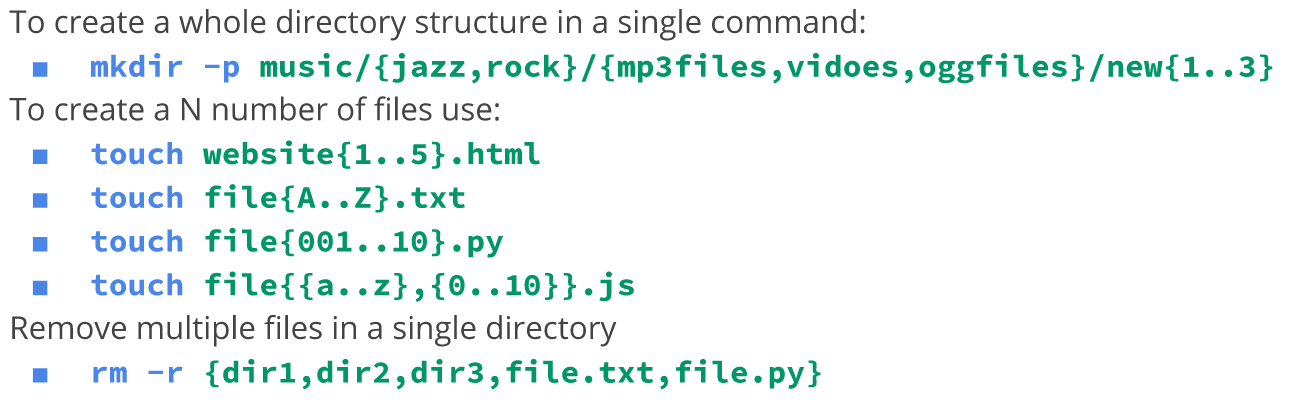 To create a whole directory structure in a single command:
▪ mkdir -p music/{jazz,rock}/{mp3files,vidoes,oggfiles}/new{1..3}
To create a N number of files use:
▪ touch website{1..5}.html
▪ touch file{A..Z}.txt
▪ touch file{001..10}.py
▪ touch file{{a..z},{0..10}}.js
Remove multiple files in a single directory
▪ rm -r {dir1,dir2,dir3,file.txt,file.py}